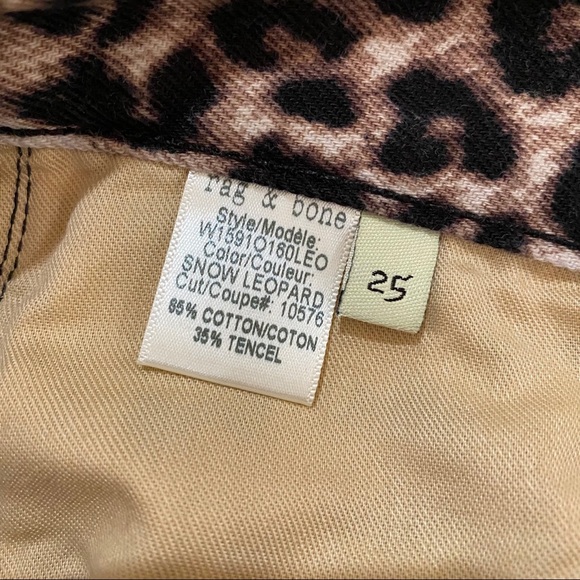 rag & bone
Style/Modèle:
W1591O160LEO
Color/Couleur:
SNOW LEOPARD
Cut/Coupe#: 10576
65% COTTON/COTON
35% TENCEL
25